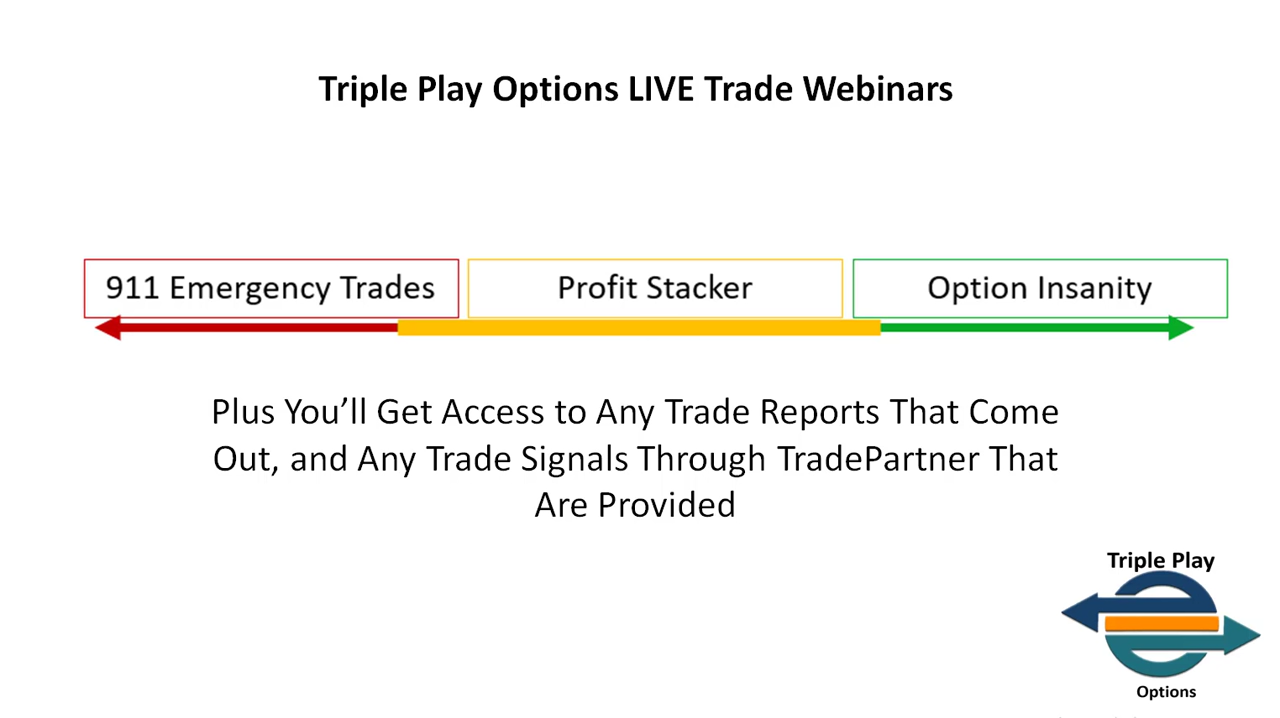 Triple Play Options LIVE Trade Webinars
911 Emergency Trades
Profit Stacker
Option Insanity
Plus You’ll Get Access to Any Trade Reports That Come
Out, and Any Trade Signals Through TradePartner That
Are Provided
Triple Play
Options